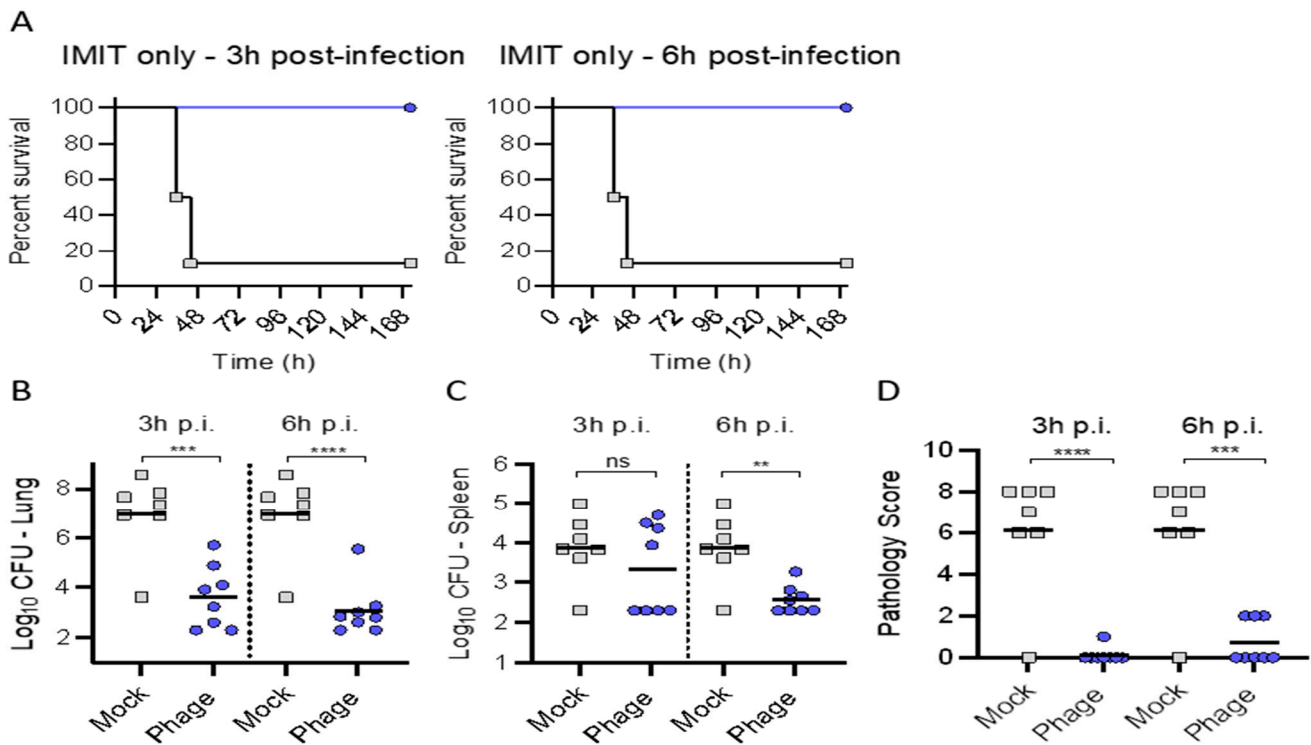 A
IMIT only - 3h post-infection
IMIT only - 6h post-infection
Percent survival
100
80
60
40
20
0
0 24 48 72 96 120 144 168
Time (h)
Percent survival
100
80
60
40
20
0
0 24 48 72 96 120 144 168
Time (h)
B
3h p.i.
6h p.i.
***
****
Log10 CFU - Lung
8
6
4
2
Mock Phage Mock Phage
C
3h p.i.
6h p.i.
ns
**
Log10 CFU - Spleen
6
5
4
3
2
1
Mock Phage Mock Phage
D
3h p.i.
6h p.i.
****
***
Pathology Score
10
8
6
4
2
0
Mock Phage Mock Phage